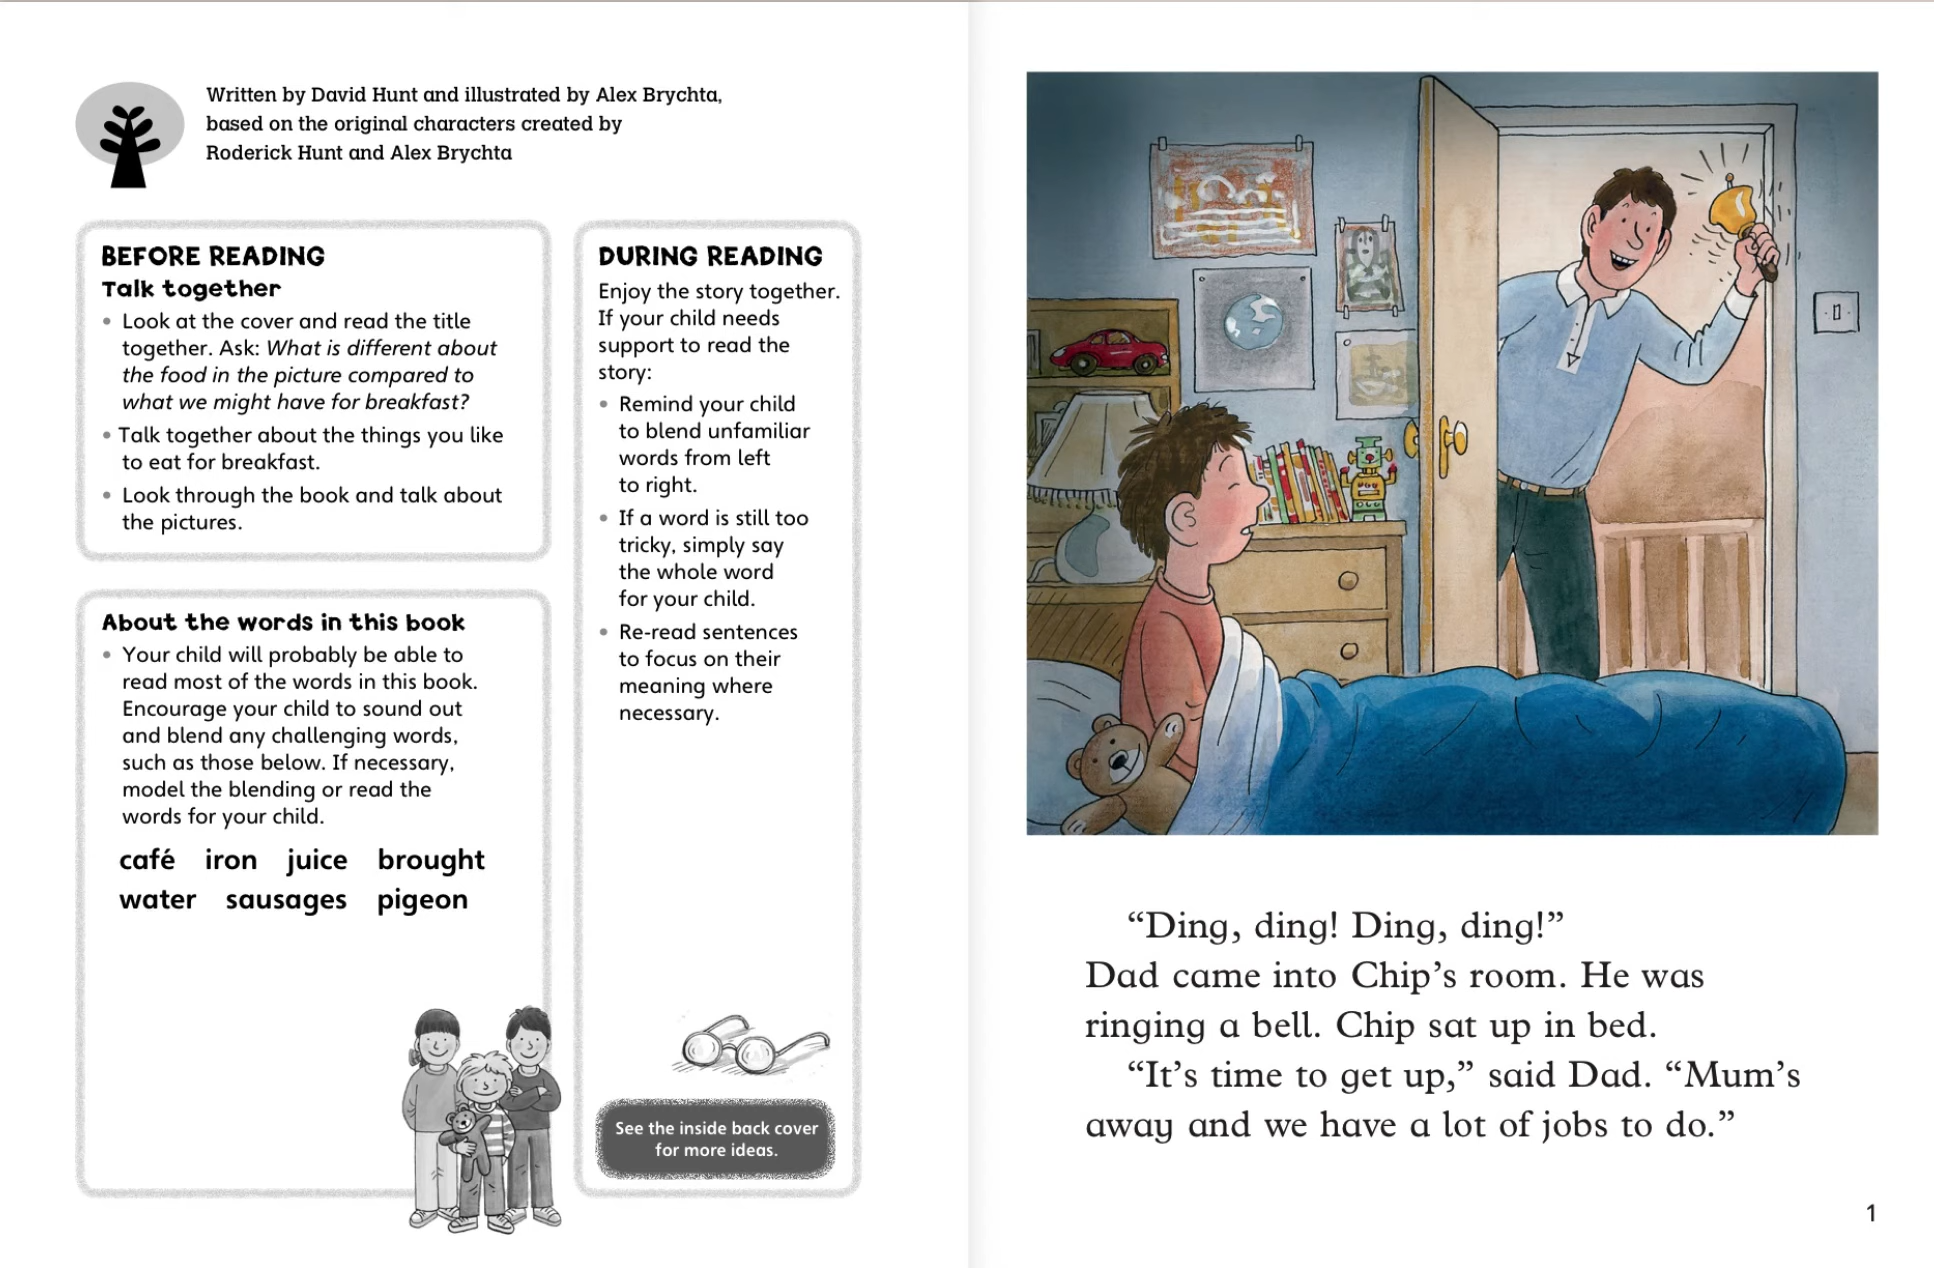 Written by David Hunt and illustrated by Alex Brychta,
based on the original characters created by
Roderick Hunt and Alex Brychta
BEFORE READING
Talk together
• Look at the cover and read the title
together. Ask: What is different about
the food in the picture compared to
what we might have for breakfast?
• Talk together about the things you like
to eat for breakfast.
• Look through the book and talk about
the pictures.
About the words in this book
• Your child will probably be able to
read most of the words in this book.
Encourage your child to sound out
and blend any challenging words,
such as those below. If necessary,
model the blending or read the
words for your child.
café iron juice brought
water sausages pigeon
DURING READING
Enjoy the story together.
If your child needs
support to read the
story:
• Remind your child
to blend unfamiliar
words from left
to right.
• If a word is still too
tricky, simply say
the whole word
for your child.
• Re-read sentences
to focus on their
meaning where
necessary.
See the inside back cover
for more ideas.
“Ding, ding! Ding, ding!”
Dad came into Chip’s room. He was
ringing a bell. Chip sat up in bed.
“It’s time to get up,” said Dad. “Mum’s
away and we have a lot of jobs to do.”
1